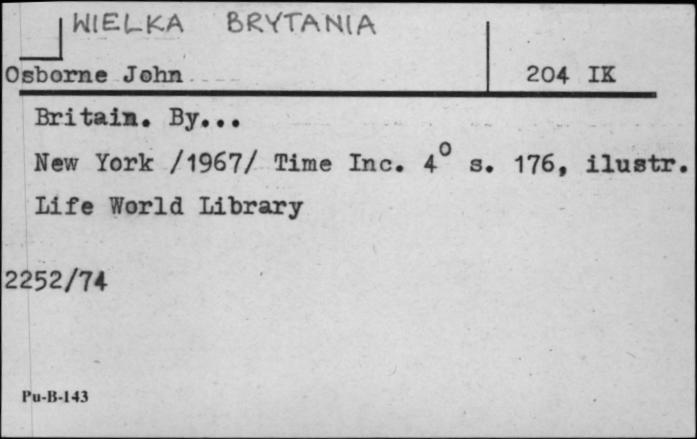 WIELKA BRYTANIA
Osborne John 204 IK
Britain. By...
New York /1967/ Time Inc. 4° s. 176, ilustr.
Life World Library
2252/74
Pu-B-143